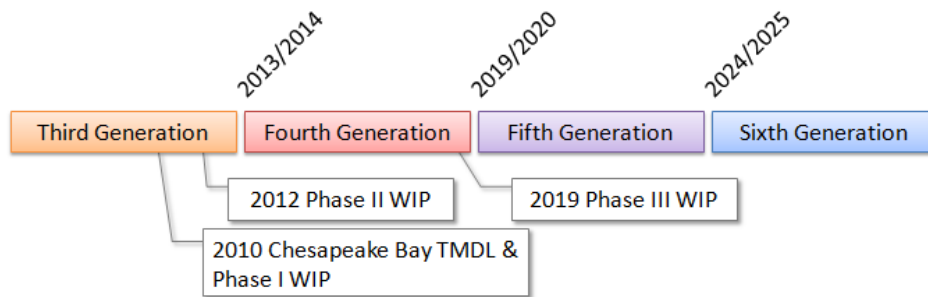 2013/2014
2019/2020
2024/2025
Third Generation
Fourth Generation
Fifth Generation
Sixth Generation
2012 Phase II WIP
2019 Phase III WIP
2010 Chesapeake Bay TMDL &
Phase I WIP